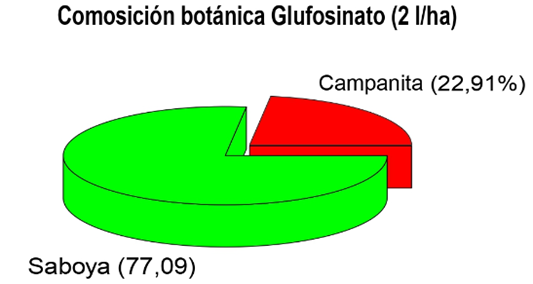 Comosición botánica Glufosinato (2 l/ha)
Campanita (22,91%)
Saboya (77,09)